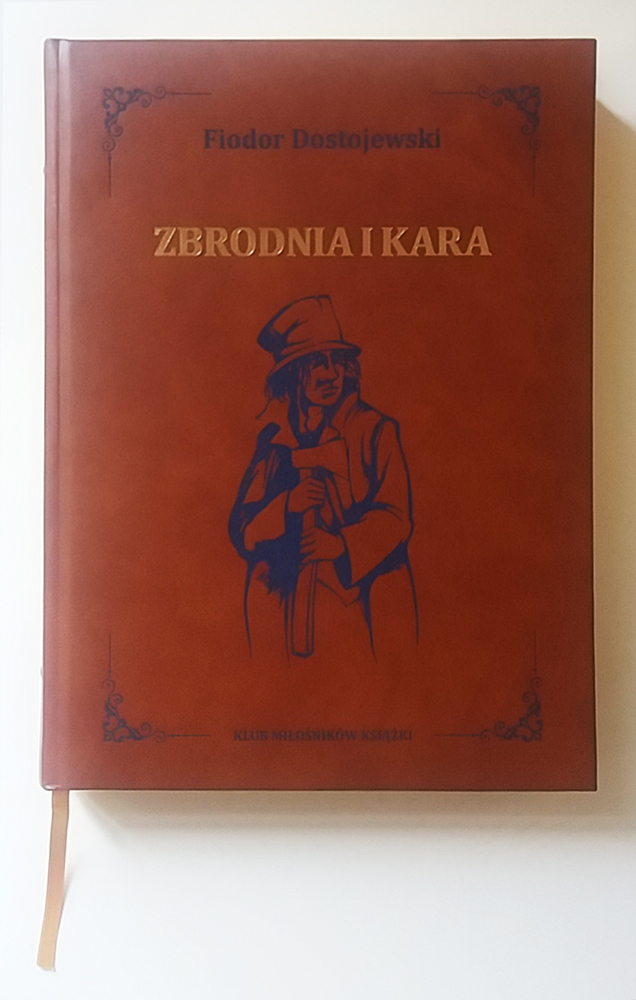 Fiodor Dostojewski
ZBRODNIA I KARA
KLUB MIŁOŚNIKÓW KSIĄŻKI